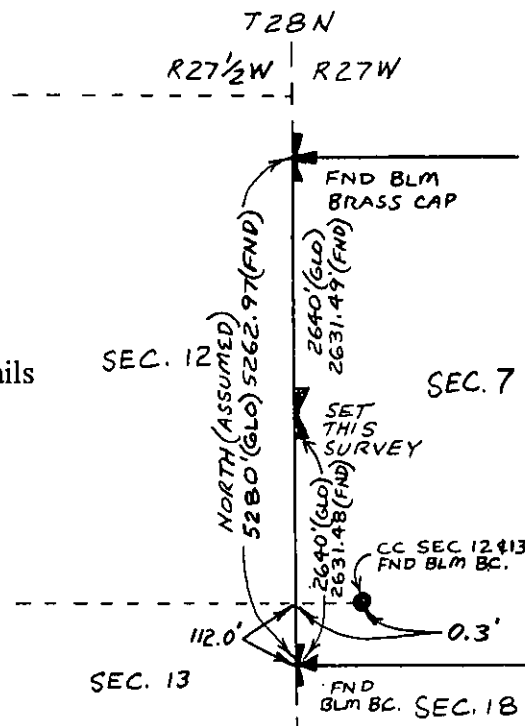 T28N
R27½W R27W
FND BLM
BRASS CAP
NORTH (ASSUMED)
5280'(GLO) 5262.97(FND)
2640'(GLO)
2631.49'(FND)
SEC. 12
SEC. 7
ails
SET
THIS
SURVEY
2640'(GLO)
2631.48(FND)
CC SEC 12&13
FND BLM BC.
112.0'
0.3'
SEC. 13
FND
BLM BC.
SEC. 18